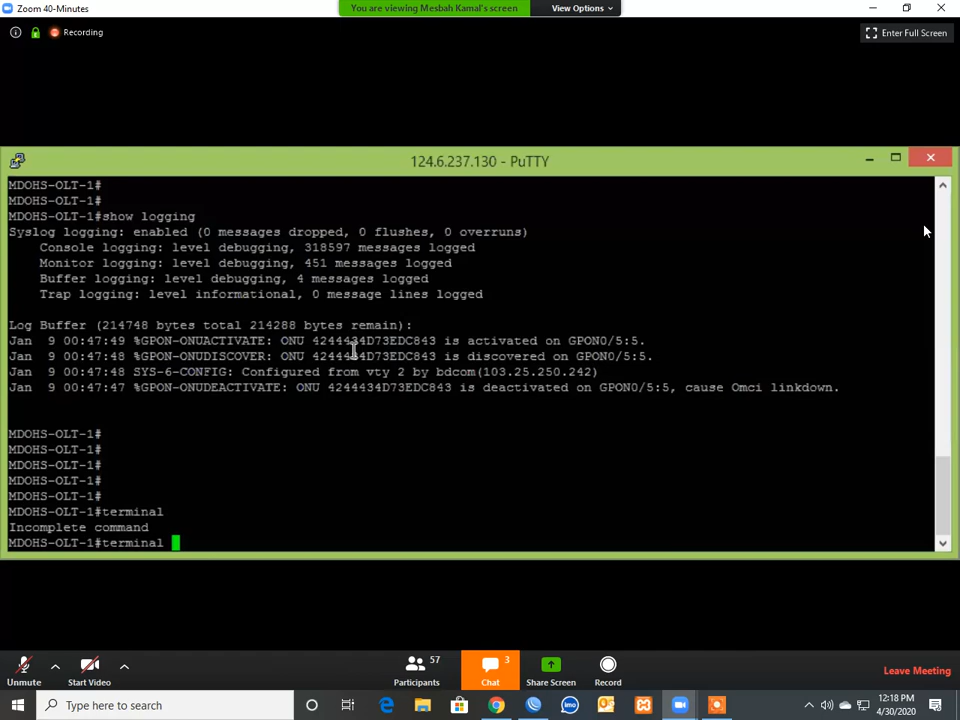 Zoom 40-Minutes
You are viewing Mesbah Kamal's screen
View Options
Recording
Enter Full Screen
124.6.237.130 - PuTTY
MDOHS-OLT-1#
MDOHS-OLT-1#
MDOHS-OLT-1#show logging
Syslog logging: enabled (0 messages dropped, 0 flushes, 0 overruns)
Console logging: level debugging, 318597 messages logged
Monitor logging: level debugging, 451 messages logged
Buffer logging: level debugging, 4 messages logged
Trap logging: level informational, 0 message lines logged
Log Buffer (214748 bytes total 214288 bytes remain):
Jan  9 00:47:49 %GPON-ONUACTIVATE: ONU 4244434D73EDC843 is activated on GPON0/5:5.
Jan  9 00:47:48 %GPON-ONUDISCOVER: ONU 4244434D73EDC843 is discovered on GPON0/5:5.
Jan  9 00:47:48 SYS-6-CONFIG: Configured from vty 2 by bdcom(103.25.250.242)
Jan  9 00:47:47 %GPON-ONUDEACTIVATE: ONU 4244434D73EDC843 is deactivated on GPON0/5:5, cause Omci linkdown.
MDOHS-OLT-1#
MDOHS-OLT-1#
MDOHS-OLT-1#
MDOHS-OLT-1#
MDOHS-OLT-1#
MDOHS-OLT-1#terminal
Incomplete command
MDOHS-OLT-1#terminal
Unmute
Start Video
57
Participants
3
Chat
Share Screen
Record
Leave Meeting
Type here to search
imo
12:18 PM
4/30/2020